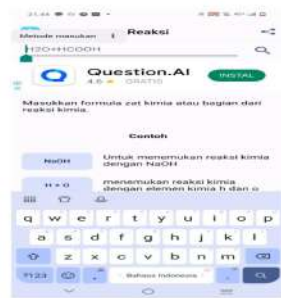 21.44
Reaksi
Metode masukan
H2O+HCOOH
Question.AI
4.6 ★ GRATIS
INSTAL
Masukkan formula zat kimia atau bagian dari
reaksi kimia.
Contoh
NaOH
Untuk menemukan reaksi kimia
dengan NaOH
H + O
menemukan reaksi kimia
dengan elemen kimia h dan o
q w e r t y u i o p
a s d f g h j k l
z x c v b n m
?123 , Bahasa Indonesia .